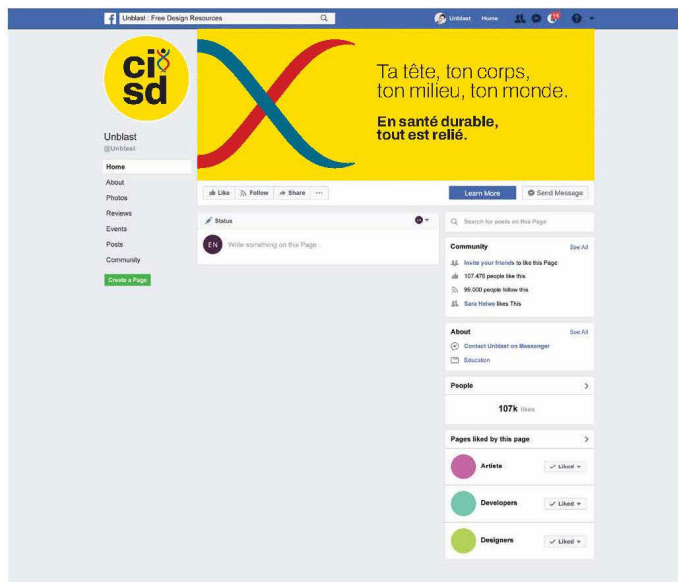 Unblast : Free Design Resources
Unblast Home
ci
sd
Ta tête, ton corps,
ton milieu, ton monde.
En santé durable,
tout est relié.
Unblast
@Unblast
Home
About
Photos
Reviews
Events
Posts
Community
Create a Page
Like Follow Share ...
Learn More Send Message
Status
EN Write something on this Page...
Search for posts on this Page
Community See All
Invite your friends to like this Page
107.476 people like this
99.000 people follow this
Sara Helwe likes This
About See All
Contact Unblast on Messanger
Education
People
107k likes
Pages liked by this page
Artists Liked
Developers Liked
Designers Liked